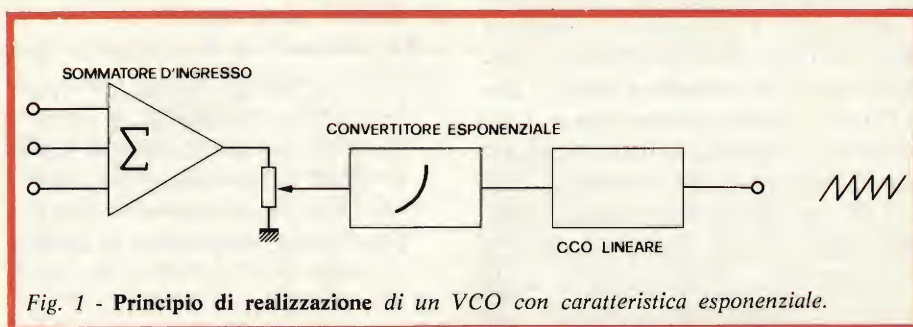 SOMMATORE D'INGRESSO
Σ
CONVERTITORE ESPONENZIALE
CCO LINEARE
Fig. 1 - Principio di realizzazione di un VCO con caratteristica esponenziale.